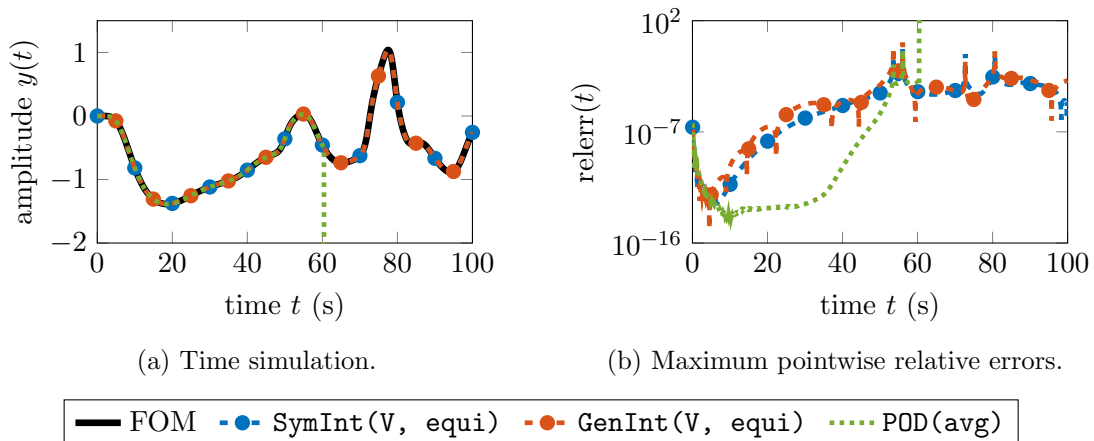 1
0
−1
−2
amplitude y(t)
0 20 40 60 80 100
time t (s)
(a) Time simulation.
10^2
10^−7
10^−16
relerr(t)
0 20 40 60 80 100
time t (s)
(b) Maximum pointwise relative errors.
FOM SymInt(V, equi) GenInt(V, equi) POD(avg)